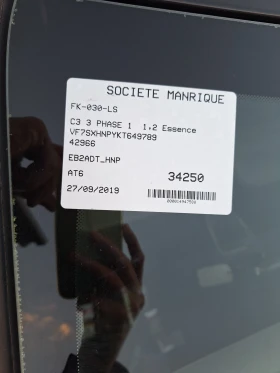 SOCIETE MANRIQUE
FK-030-LS
C3 3 PHASE 1 1,2 Essence
VF7SXHNPYKT649789
42966
EB2ADT_HNP
AT6 34250
27/09/2019